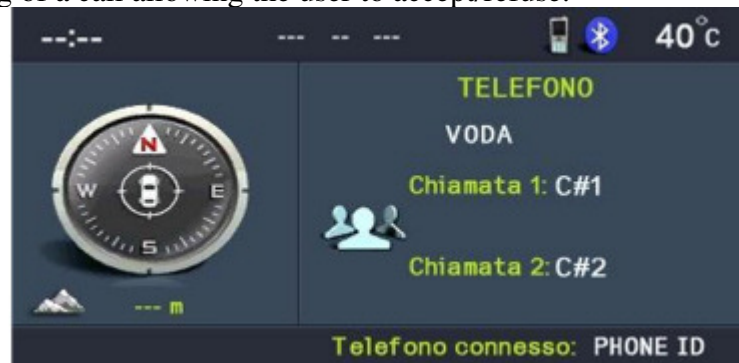 g of a call allowing the user to accept/refuse.
--:-- --- -- --- 40°c
TELEFONO
VODA
N
W E
S
Chiamata 1: C#1
Chiamata 2: C#2
--- m
Telefono connesso: PHONE ID